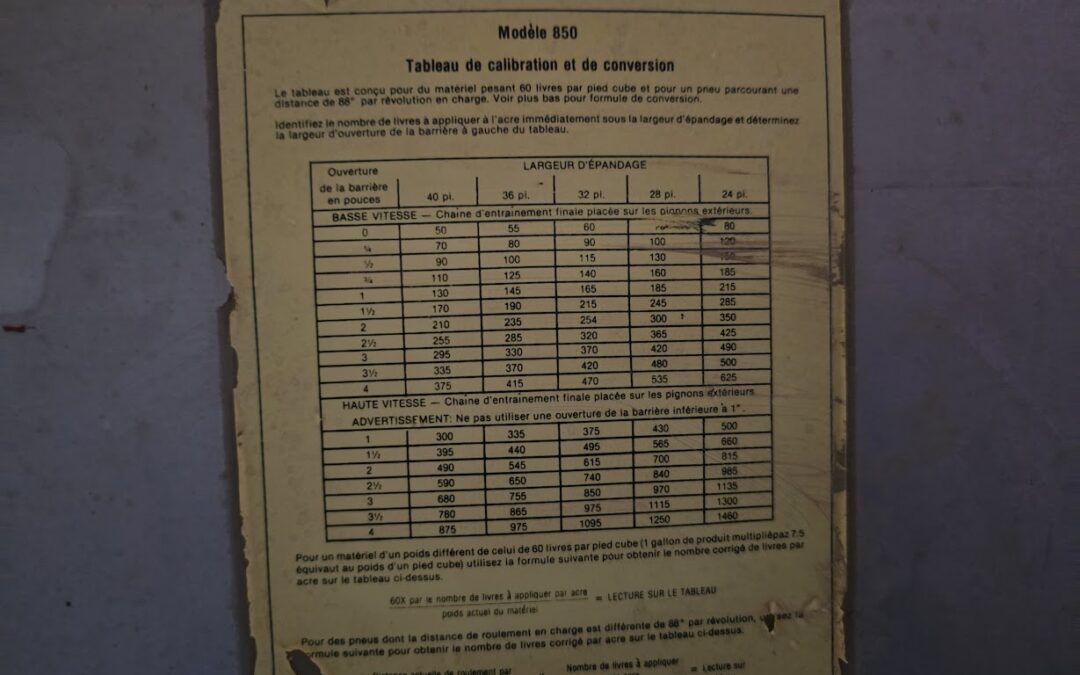 Modèle 850
Tableau de calibration et de conversion
Le tableau est conçu pour du matériel pesant 60 livres par pied cube et pour un pneu parcourant une
distance de 88" par révolution en charge. Voir plus bas pour formule de conversion.
Identifiez le nombre de livres à appliquer à l'acre immédiatement sous la largeur d'épandage et déterminez
la largeur d'ouverture de la barrière à gauche du tableau.
Ouverture de la barrière en pouces LARGEUR D'ÉPANDAGE
40 pi. 36 pi. 32 pi. 28 pi. 24 pi.
BASSE VITESSE — Chaine d'entrainement finale placée sur les pignons extérieurs.
0 50 55 60 80
¼ 70 80 90 100 120
½ 90 100 115 130
¾ 110 125 140 160 185
1 130 145 165 185 215
1½ 170 190 215 245 285
2 210 235 254 300 350
2½ 255 285 320 365 425
3 295 330 370 420 490
3½ 335 370 420 480 500
4 375 415 470 535 625
HAUTE VITESSE — Chaine d'entrainement finale placée sur les pignons extérieurs
ADVERTISSEMENT: Ne pas utiliser une ouverture de la barrière inférieure à 1".
1 300 335 375 430 500
1½ 395 440 495 565 660
2 490 545 615 700 815
2½ 590 650 740 840 985
3 680 755 850 970 1135
3½ 780 865 975 1115 1300
4 875 975 1095 1250 1460
Pour un matériel d'un poids différent de celui de 60 livres par pied cube (1 gallon de produit multipliépaz 7.5
équivaut au poids d'un pied cube) utilisez la formule suivante pour obtenir le nombre corrigé de livres par
acre sur le tableau ci-dessus.
60X par le nombre de livres à appliquer par acre = LECTURE SUR LE TABLEAU
poids actuel du matériel
Pour des pneus dont la distance de roulement en charge est différente de 88" par révolution, la
formule suivante pour obtenir le nombre de livres corrigé par acre sur le tableau ci-dessus.
Distance actuelle de roulement par Nombre de livres à appliquer = Lecture sur